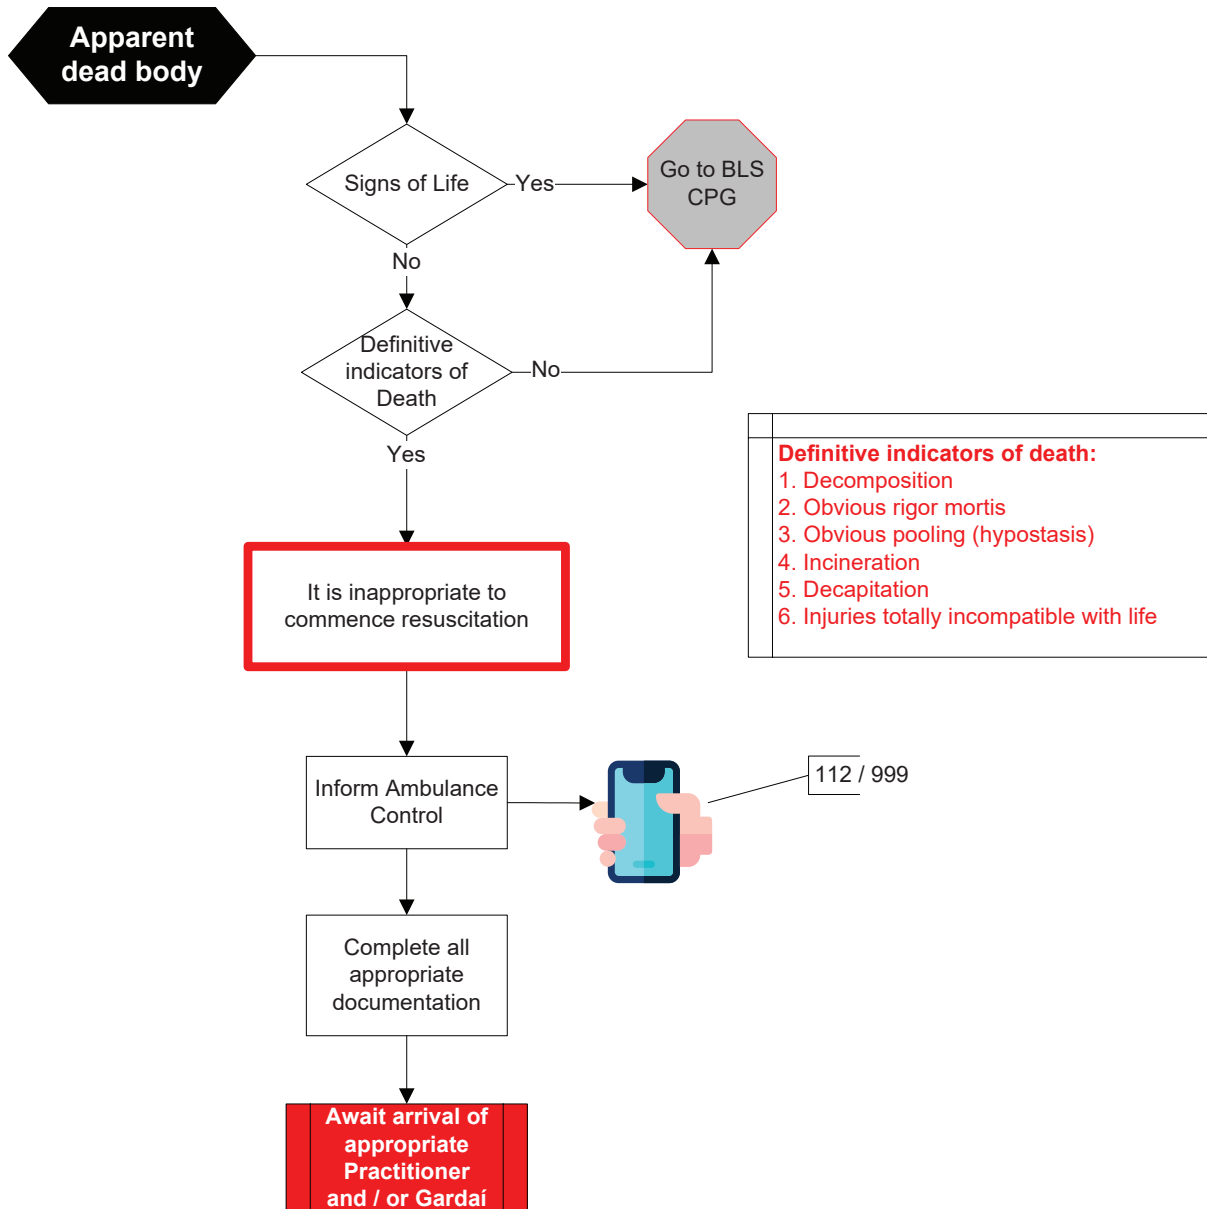 Apparent
dead body
Signs of Life
Yes
Go to BLS
CPG
No
Definitive
indicators of
Death
No
Yes
Definitive indicators of death:
1. Decomposition
2. Obvious rigor mortis
3. Obvious pooling (hypostasis)
4. Incineration
5. Decapitation
6. Injuries totally incompatible with life
It is inappropriate to
commence resuscitation
Inform Ambulance
Control
112 / 999
Complete all
appropriate
documentation
Await arrival of
appropriate
Practitioner
and / or Gardaí